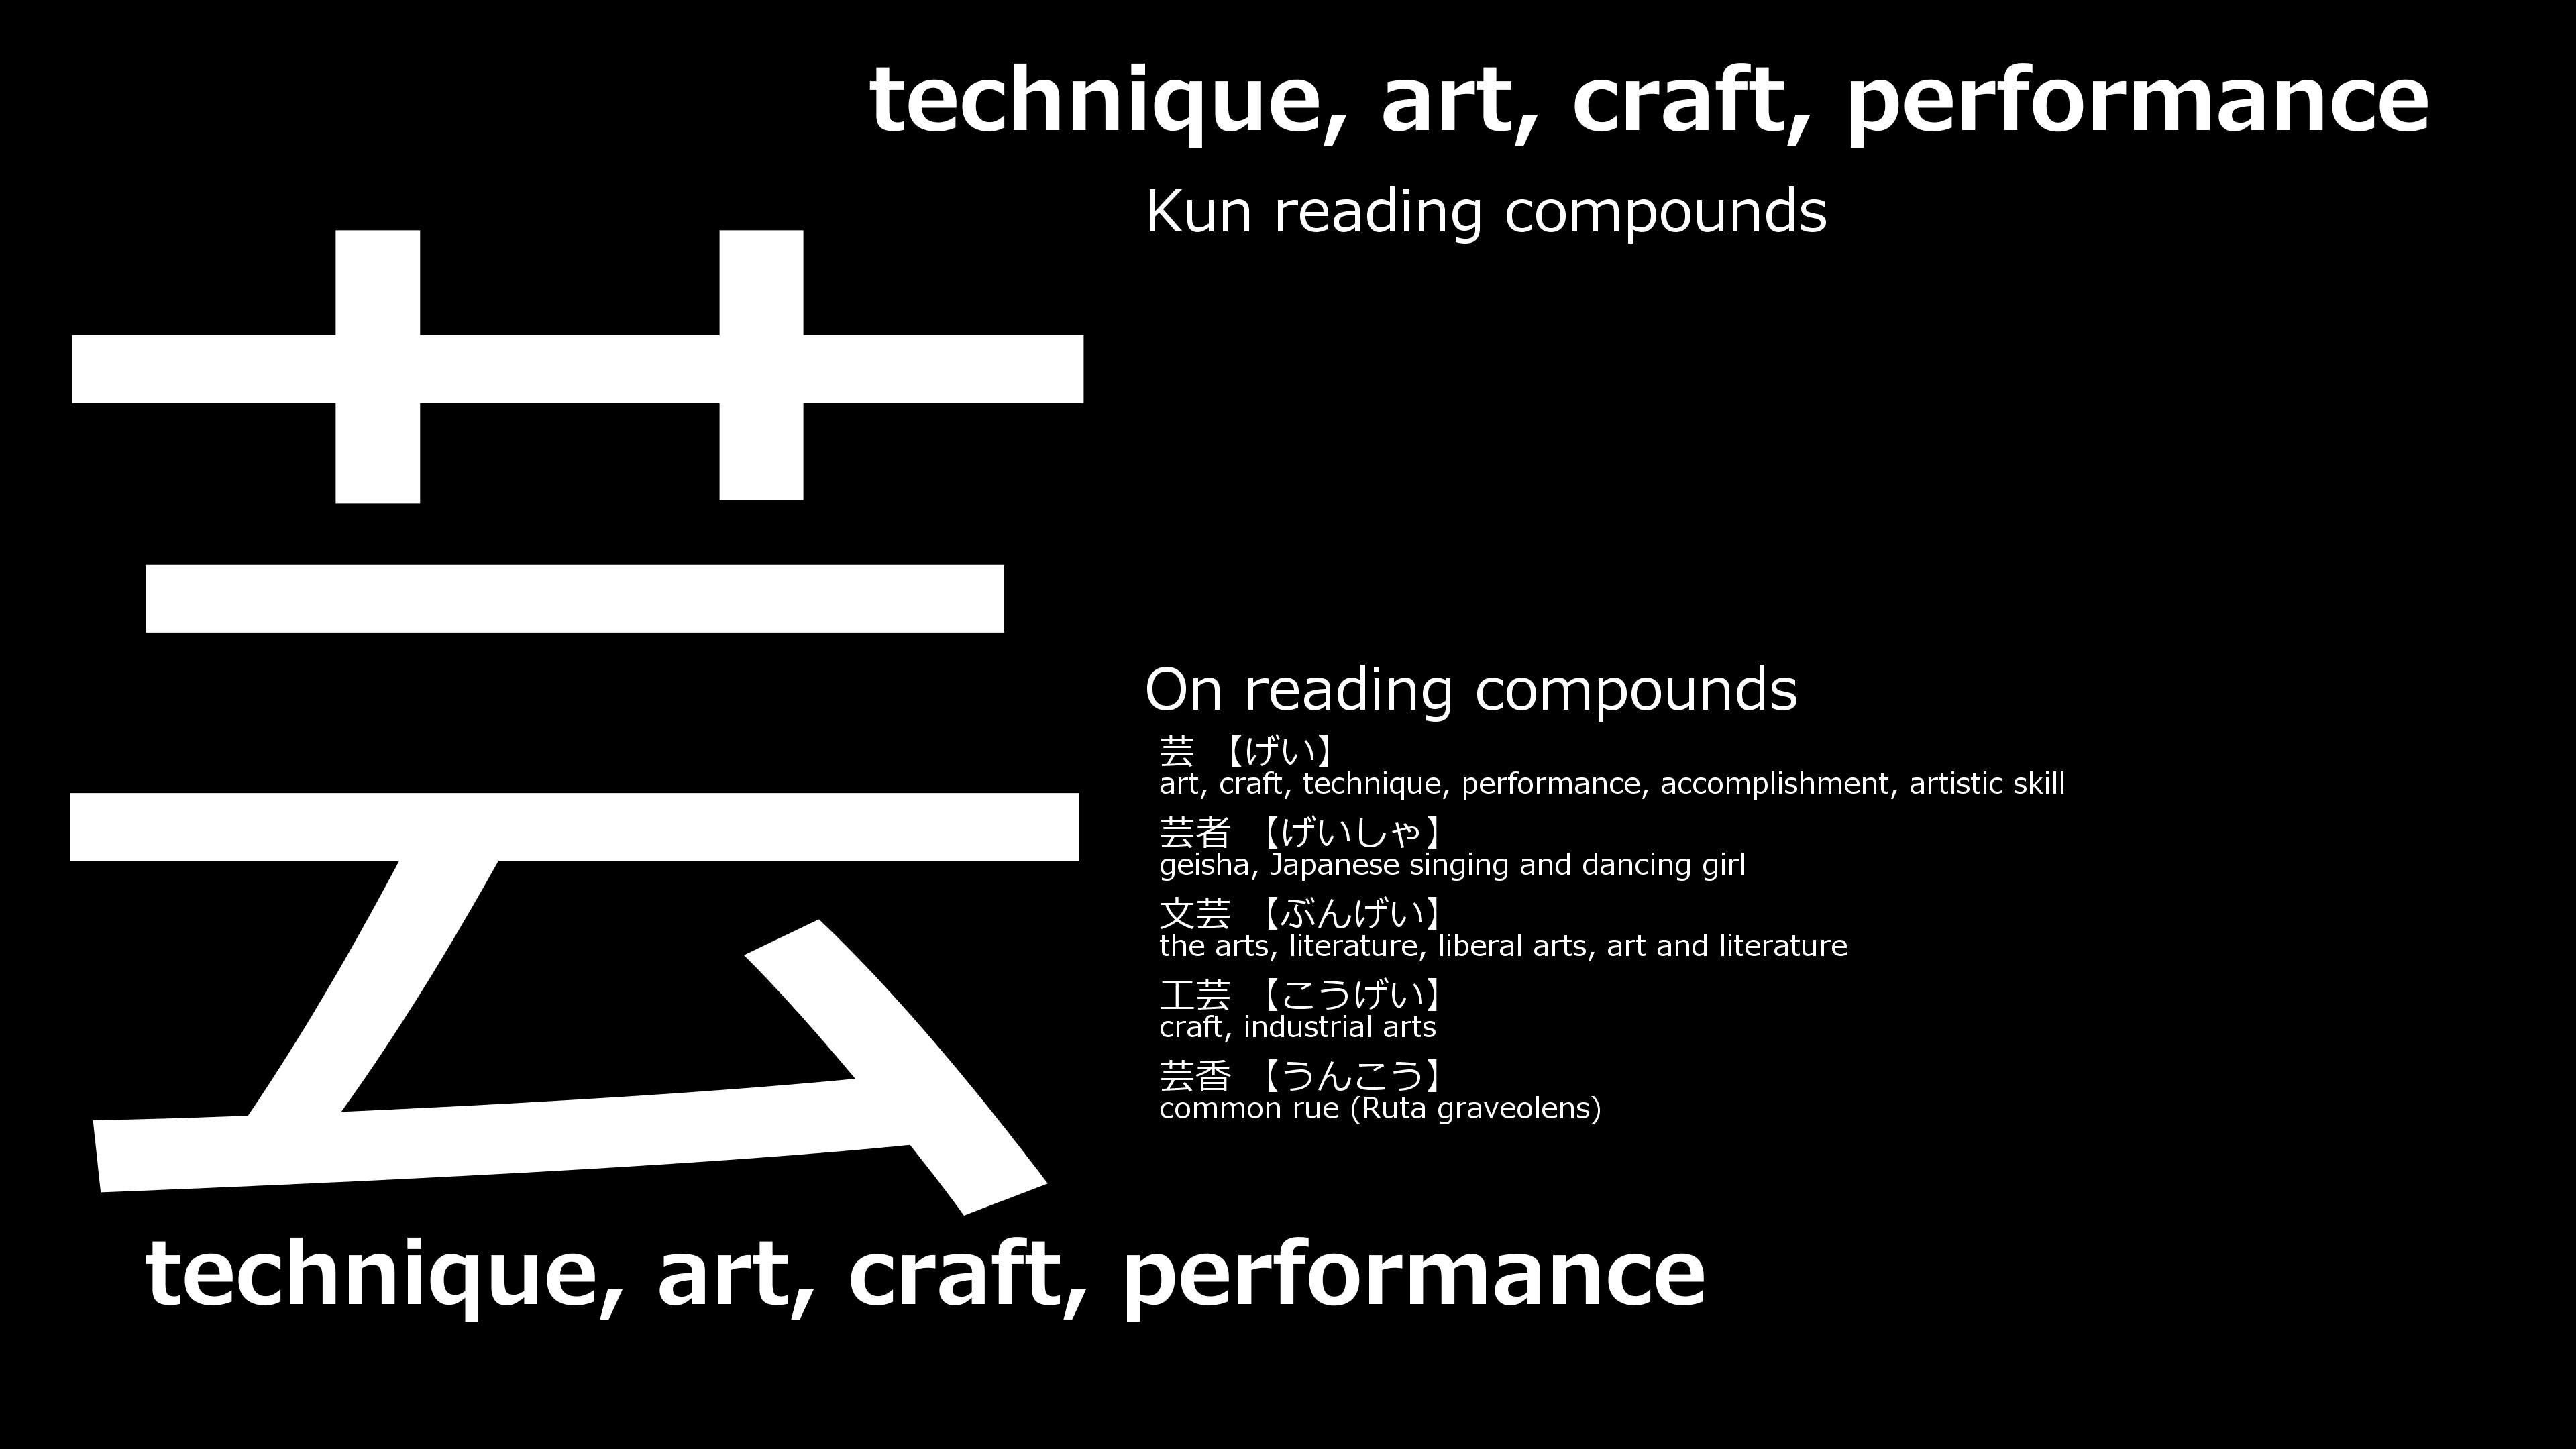 technique, art, craft, performance
芸
Kun reading compounds
On reading compounds
芸 【げい】
art, craft, technique, performance, accomplishment, artistic skill
芸者 【げいしゃ】
geisha, Japanese singing and dancing girl
文芸 【ぶんげい】
the arts, literature, liberal arts, art and literature
工芸 【こうげい】
craft, industrial arts
芸香 【うんこう】
common rue (Ruta graveolens)
technique, art, craft, performance